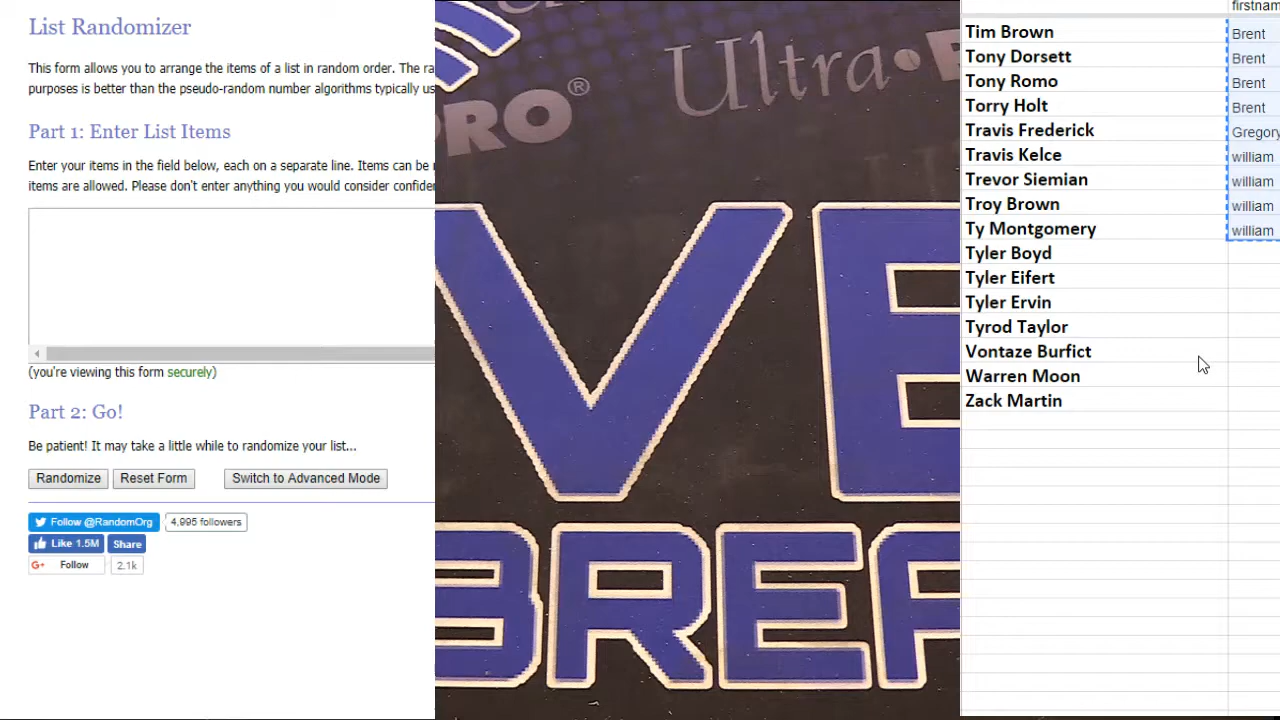 List Randomizer
This form allows you to arrange the items of a list in random order. The ra
purposes is better than the pseudo-random number algorithms typically us
Part 1: Enter List Items
Enter your items in the field below, each on a separate line. Items can be
items are allowed. Please don't enter anything you would consider confide
(you're viewing this form securely)
Part 2: Go!
Be patient! It may take a little while to randomize your list...
Randomize Reset Form Switch to Advanced Mode
Follow @RandomOrg 4,995 followers
Like 1.5M Share
G+ Follow 2.1k
Ultra
PRO®
VE
BREA
firstnam
Tim Brown Brent
Tony Dorsett Brent
Tony Romo Brent
Torry Holt Brent
Travis Frederick Gregory
Travis Kelce william
Trevor Siemian william
Troy Brown william
Ty Montgomery william
Tyler Boyd
Tyler Eifert
Tyler Ervin
Tyrod Taylor
Vontaze Burfict
Warren Moon
Zack Martin